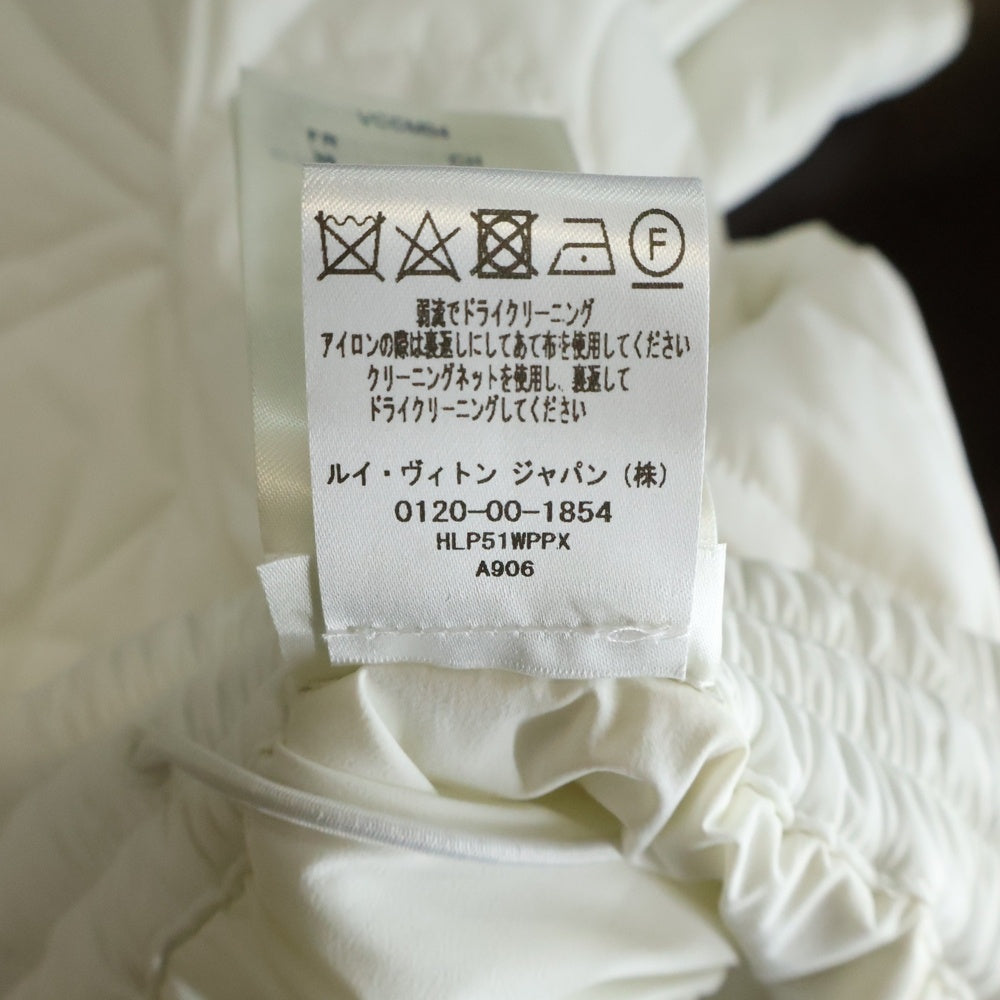 F
弱流でドライクリーニング
アイロンの際は裏返しにしてあて布を使用してください
クリーニングネットを使用し、裏返して
ドライクリーニングしてください
ルイ・ヴィトン ジャパン (株)
0120-00-1854
HLP51WPPX
A906